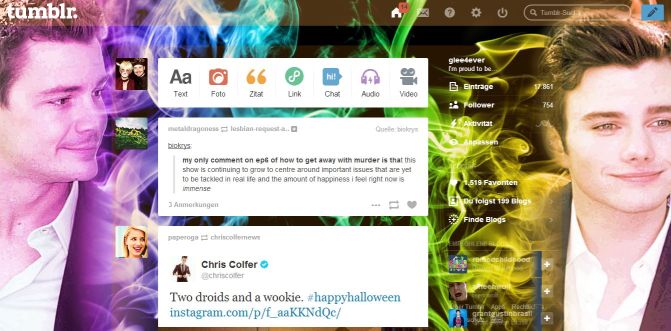 tumblr.
Tumblr-Suche
Aa
Text Foto Zitat Link hi! Chat Audio Video
metaldragoness lesbian-request-a.. Quelle: biokrys
biokrys:
my only comment on ep6 of how to get away with murder is that this
show is continuing to grow to centre around important issues that are yet
to be tackled in real life and the amount of happiness i feel right now is
immense
3 Anmerkungen
paperoga chriscolfernews
Chris Colfer
@chriscolfer
Two droids and a wookie. #happyhalloween
instagram.com/p/f_aaKKNdQc/
glee4ever
I'm proud to be
Einträge 17.861
Follower 754
Aktivität
Anpassen
1.519 Favoriten
Du folgst 199 Blogs
Finde Blogs
EMPFOHLENE BLOGS
grantgustinbrasil